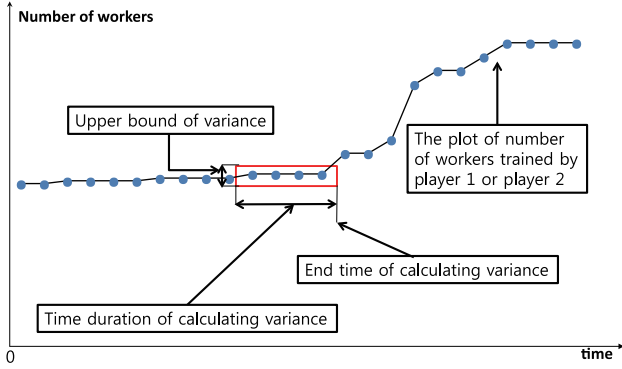 Number of workers
Upper bound of variance
The plot of number
of workers trained by
player 1 or player 2
End time of calculating variance
Time duration of calculating variance
0
time